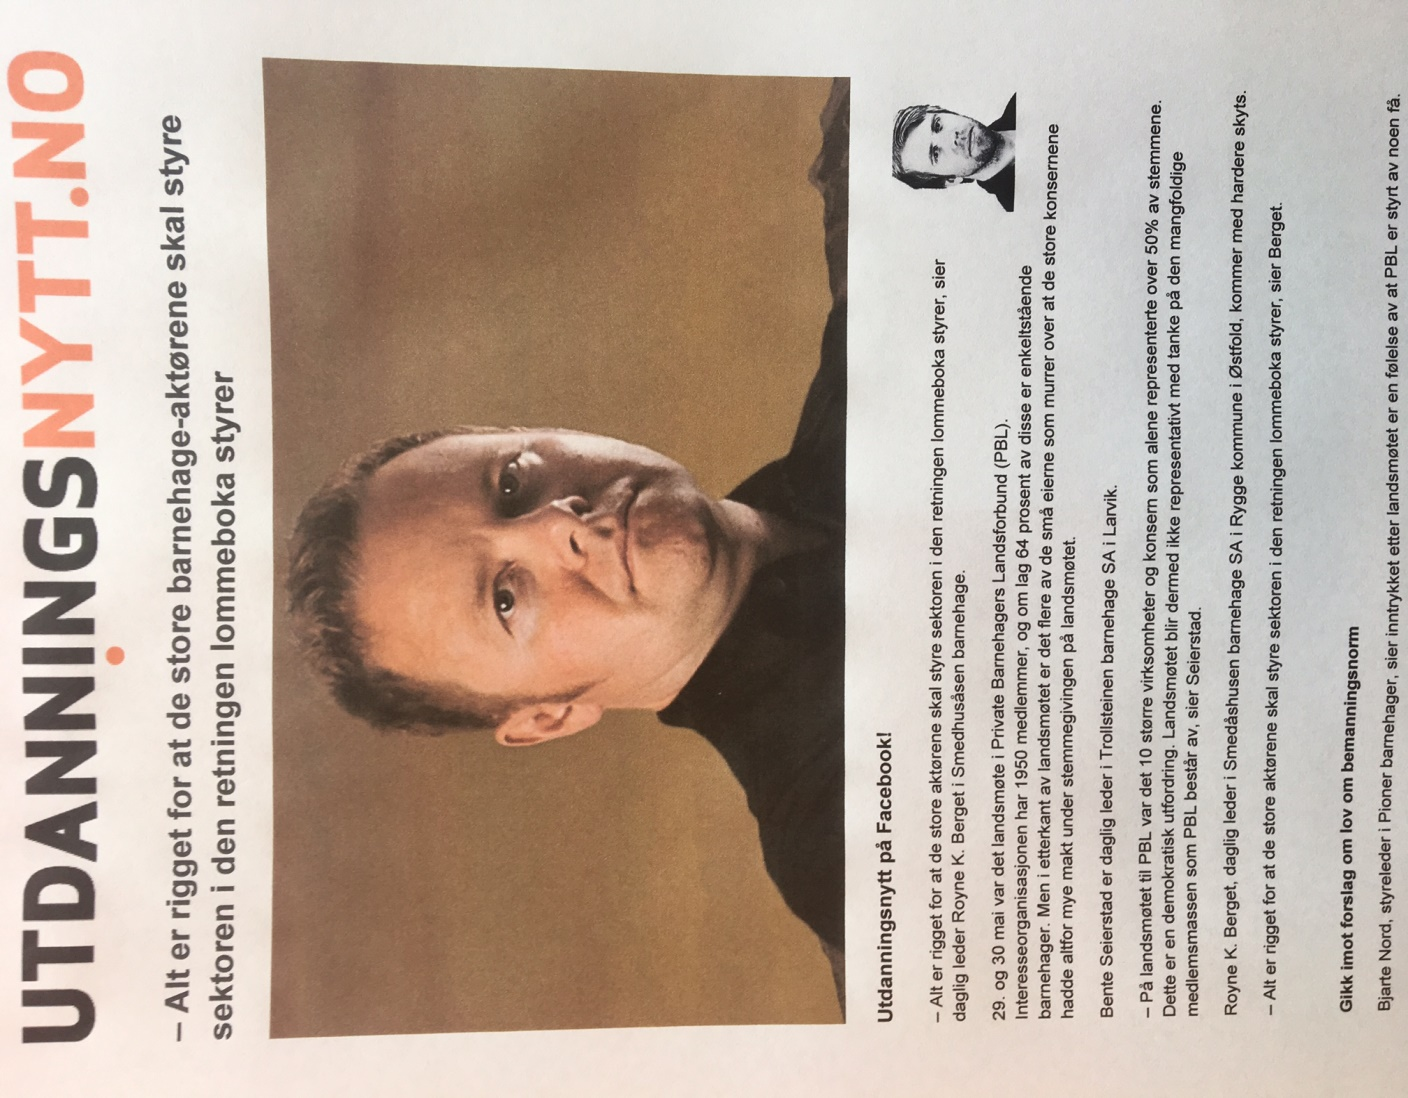 UTDANNINGSNYTT.NO
– Alt er rigget for at de store barnehage-aktørene skal styre
sektoren i den retningen lommeboka styrer
Utdanningsnytt på Facebook!
– Alt er rigget for at de store aktørene skal styre sektoren i den retningen lommeboka styrer, sier
daglig leder Royne K. Berget i Smedhusåsen barnehage.
29. og 30 mai var det landsmøte i Private Barnehagers Landsforbund (PBL).
Interesseorganisasjonen har 1950 medlemmer, og om lag 64 prosent av disse er enkeltstående
barnehager. Men i etterkant av landsmøtet er det flere av de små eierne som murrer over at de store konsernene
hadde altfor mye makt under stemmegivingen på landsmøtet.
Bente Seierstad er daglig leder i Trollsteinen barnehage SA i Larvik.
– På landsmøtet til PBL var det 10 større virksomheter og konsern som alene representerte over 50% av stemmene.
Dette er en demokratisk utfordring. Landsmøtet blir dermed ikke representativt med tanke på den mangfoldige
medlemsmassen som PBL består av, sier Seierstad.
Royne K. Berget, daglig leder i Smedåshusen barnehage SA i Rygge kommune i Østfold, kommer med hardere skyts.
– Alt er rigget for at de store aktørene skal styre sektoren i den retningen lommeboka styrer, sier Berget.
Gikk imot forslag om lov om bemanningsnorm
Bjarte Nord, styreleder i Pioner barnehager, sier inntrykket etter landsmøtet er en følelse av at PBL er styrt av noen få.